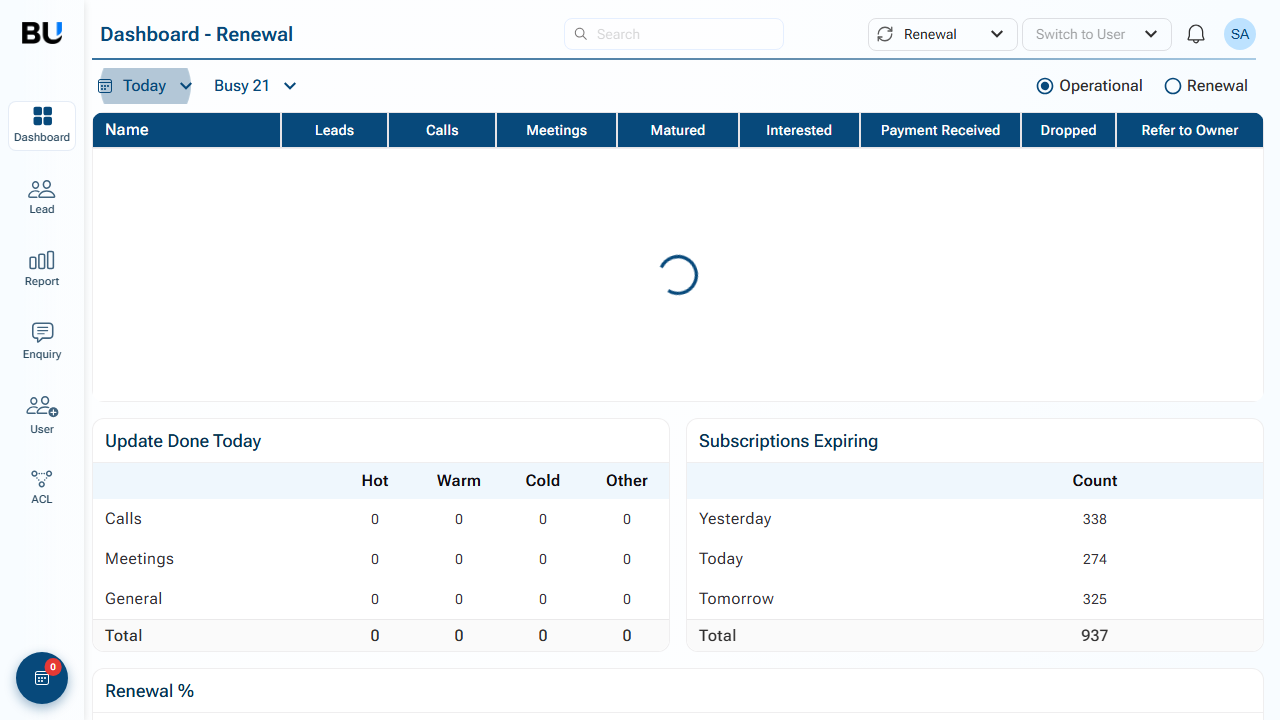 BU
Dashboard - Renewal
Search
Renewal
Switch to User
SA
Today
Busy 21
Operational
Renewal
Dashboard
Lead
Report
Enquiry
User
ACL
0
Name Leads Calls Meetings Matured Interested Payment Received Dropped Refer to Owner
Update Done Today
Hot Warm Cold Other
Calls 0 0 0 0
Meetings 0 0 0 0
General 0 0 0 0
Total 0 0 0 0
Subscriptions Expiring
Count
Yesterday 338
Today 274
Tomorrow 325
Total 937
Renewal %